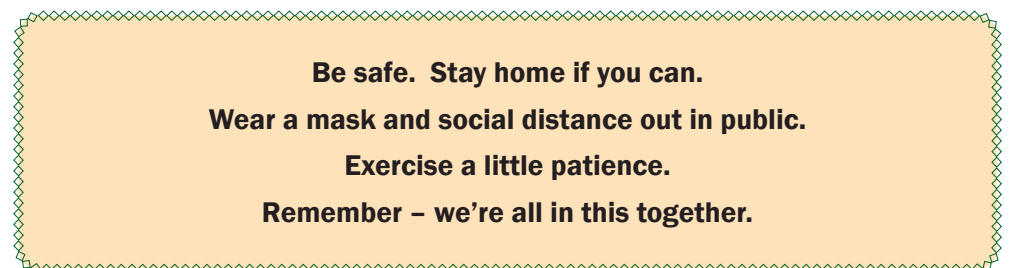 Be safe.  Stay home if you can.
Wear a mask and social distance out in public.
Exercise a little patience.
Remember – we’re all in this together.